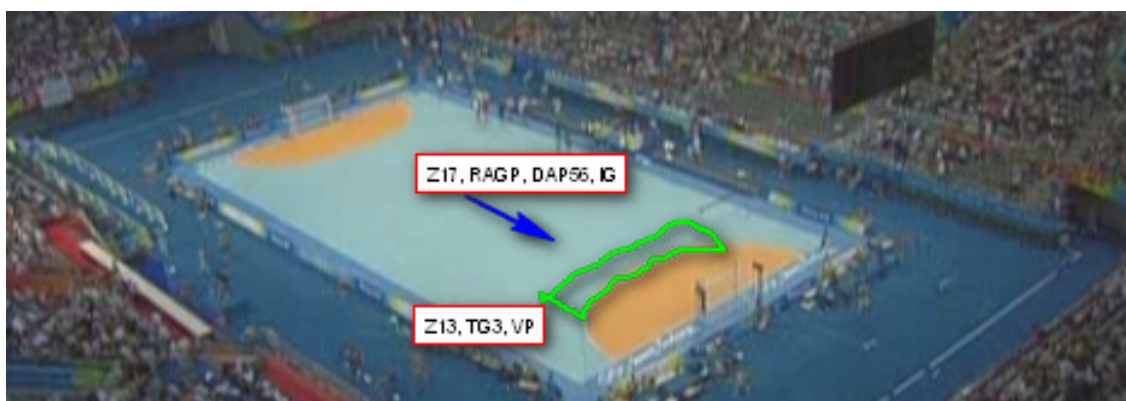 Z17, RAGP, DAP56, IG
Z13, TG3, VP